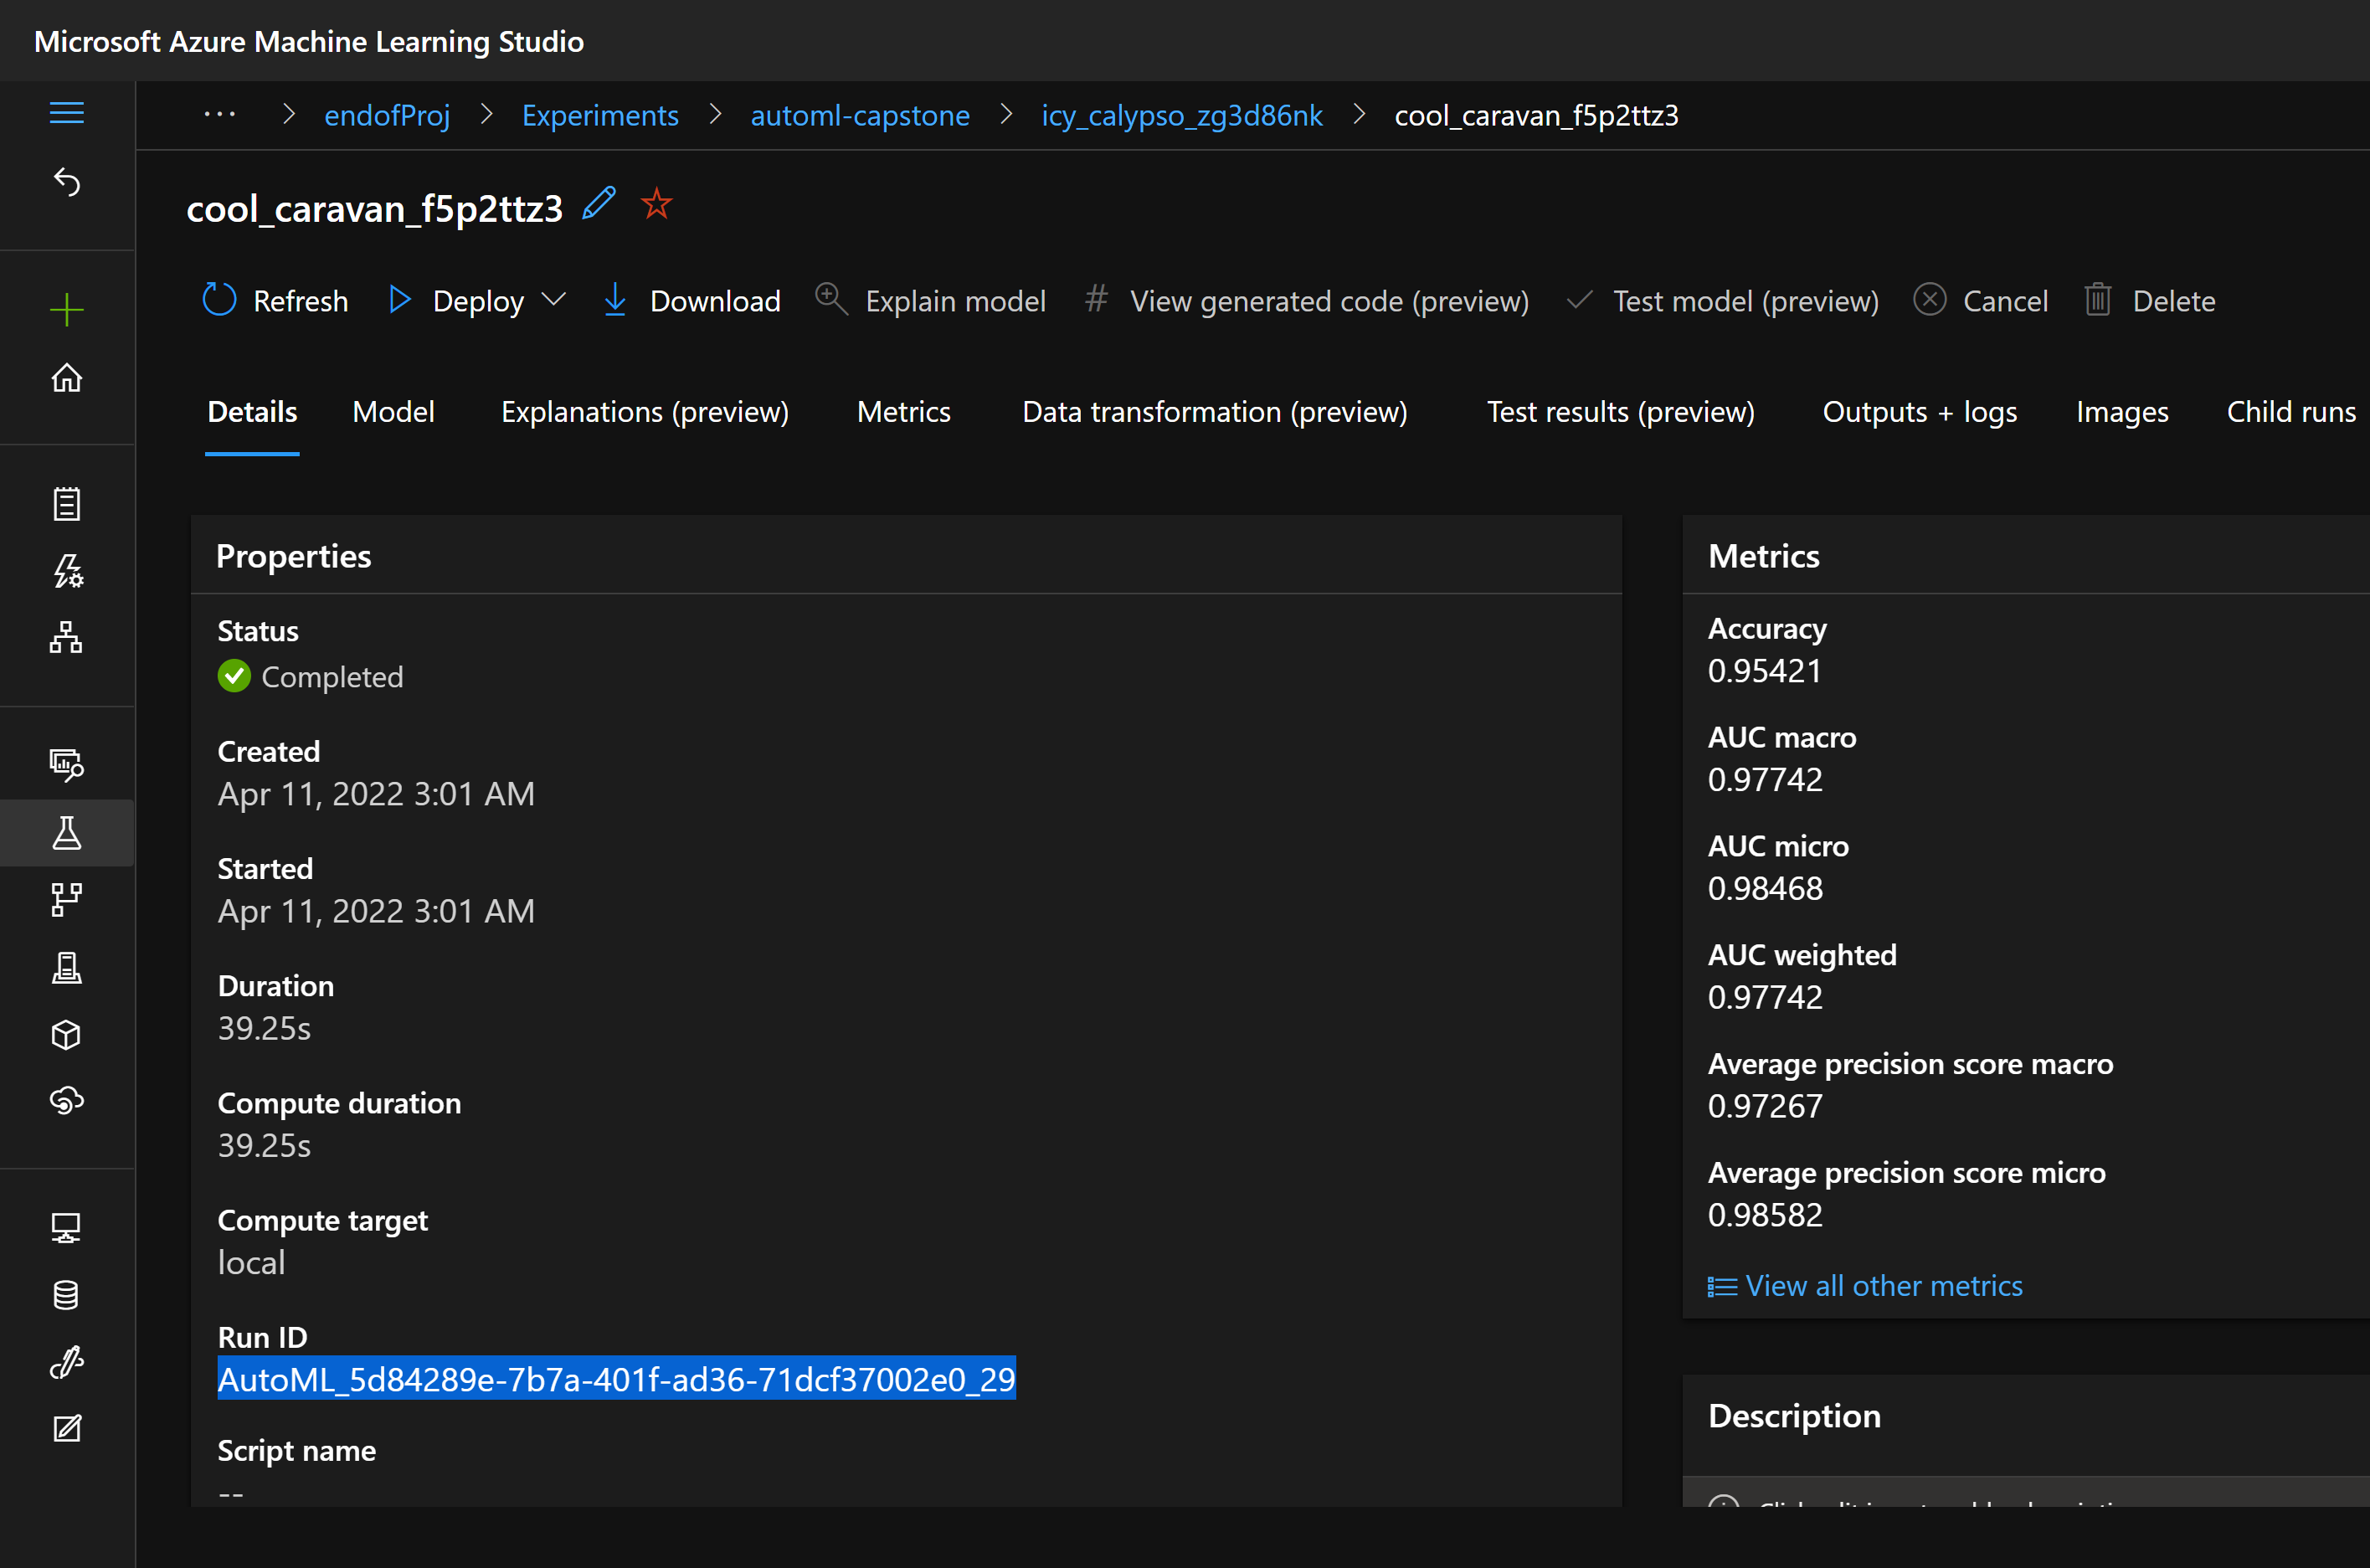 Microsoft Azure Machine Learning Studio
··· > endofProj > Experiments > automl-capstone > icy_calypso_zg3d86nk > cool_caravan_f5p2ttz3
cool_caravan_f5p2ttz3
Refresh Deploy Download Explain model # View generated code (preview) Test model (preview) Cancel Delete
Details Model Explanations (preview) Metrics Data transformation (preview) Test results (preview) Outputs + logs Images Child runs
Properties
Status
Completed
Created
Apr 11, 2022 3:01 AM
Started
Apr 11, 2022 3:01 AM
Duration
39.25s
Compute duration
39.25s
Compute target
local
Run ID
AutoML_5d84289e-7b7a-401f-ad36-71dcf37002e0_29
Script name
--
Metrics
Accuracy
0.95421
AUC macro
0.97742
AUC micro
0.98468
AUC weighted
0.97742
Average precision score macro
0.97267
Average precision score micro
0.98582
View all other metrics
Description